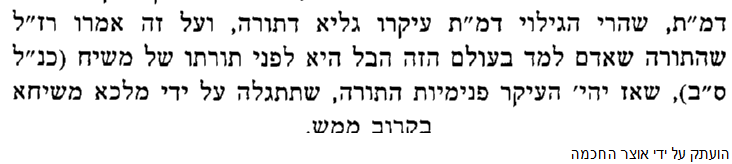 דמ״ת, שהרי הגילוי דמ״ת עיקרו גליא דתורה, ועל זה אמרו רז״ל
שהתורה שאדם למד בעולם הזה הבל היא לפני תורתו של משיח (כנ״ל
ס״ב), שאז יהי׳ העיקר פנימיות התורה, שתתגלה על ידי מלכא משיחא
בקרוב ממש.
הועתק על ידי אוצר החכמה